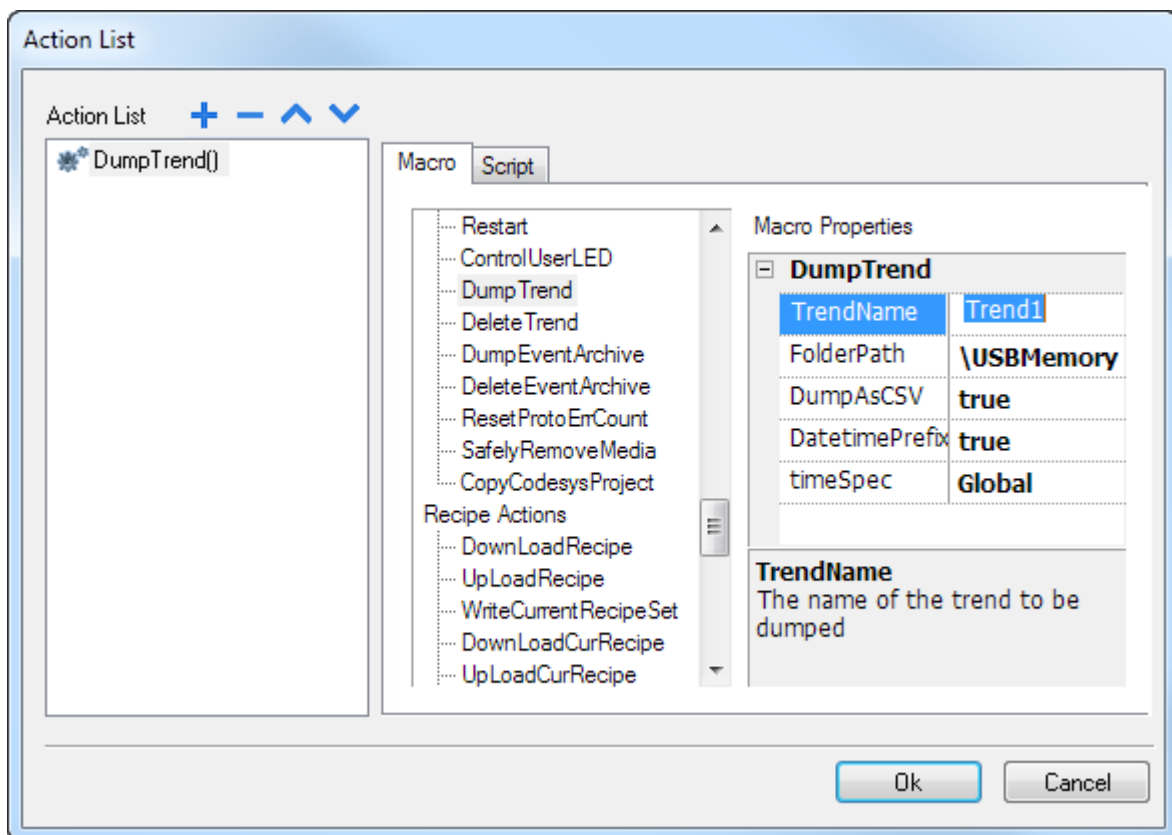 Action List
Action List
DumpTrend()
Macro
Script
Restart
ControlUserLED
DumpTrend
DeleteTrend
DumpEventArchive
DeleteEventArchive
ResetProtoErrCount
SafelyRemoveMedia
CopyCodesysProject
Recipe Actions
DownLoadRecipe
UpLoadRecipe
WriteCurrentRecipeSet
DownLoadCurRecipe
UpLoadCurRecipe
Macro Properties
DumpTrend
TrendName Trend1
FolderPath \USBMemory
DumpAsCSV true
DatetimePrefix true
timeSpec Global
TrendName
The name of the trend to be
dumped
Ok
Cancel